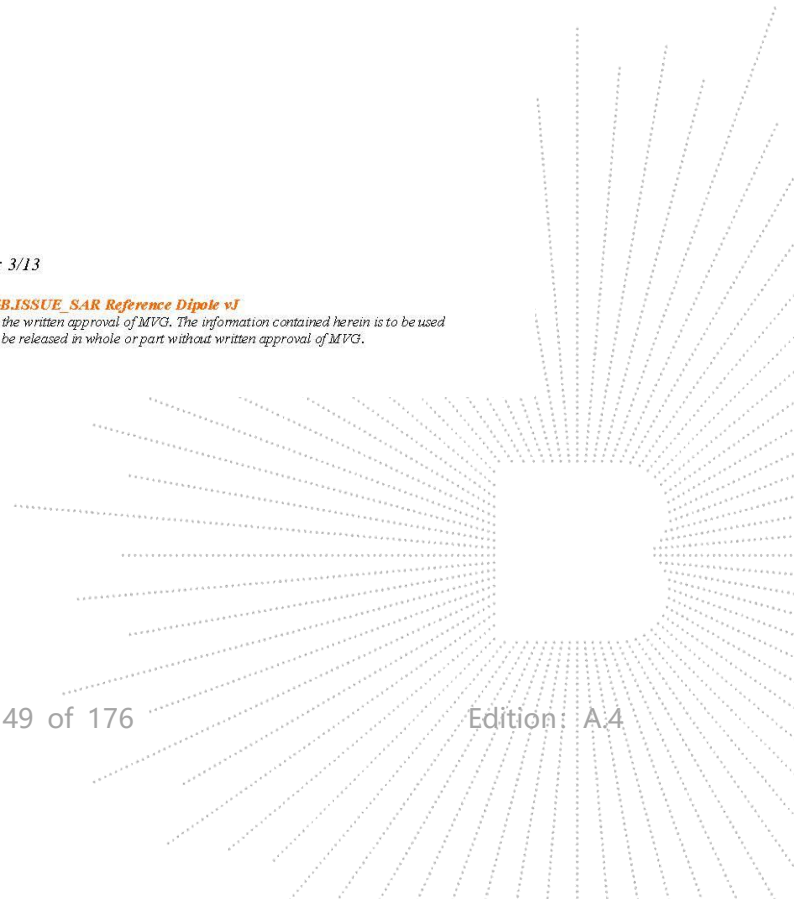 : 3/13
B.ISSUE_SAR Reference Dipole vJ
the written approval of MVG. The information contained herein is to be used
be released in whole or part without written approval of MVG.
49 of 176 Edition: A.4